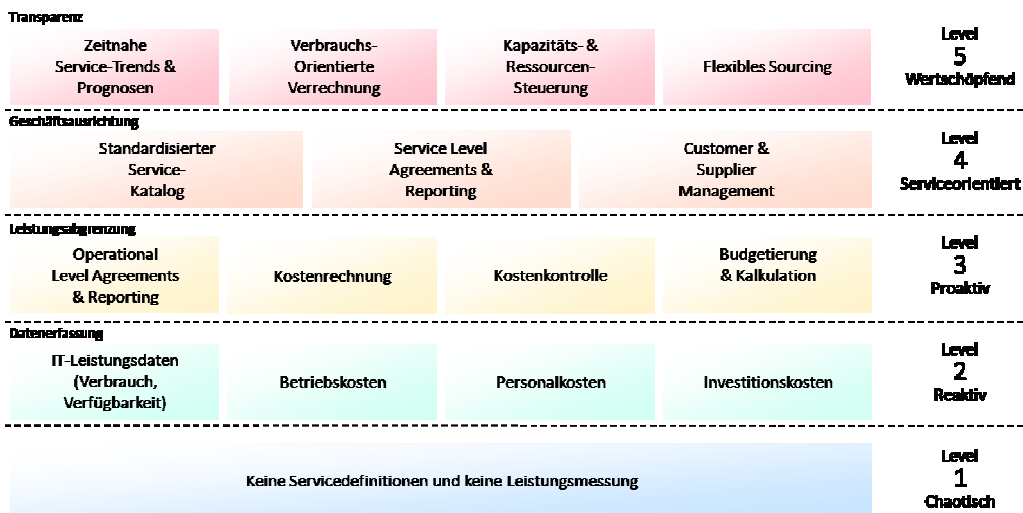 Transparenz
Zeitnahe
Service-Trends &
Prognosen
Verbrauchs-
Orientierte
Verrechnung
Kapazitäts- &
Ressourcen-
Steuerung
Flexibles Sourcing
Level
5
Wertschöpfend
Geschäftsausrichtung
Standardisierter
Service-
Katalog
Service Level
Agreements &
Reporting
Customer &
Supplier
Management
Level
4
Serviceorientiert
Leistungsabgrenzung
Operational
Level Agreements
& Reporting
Kostenrechnung
Kostenkontrolle
Budgetierung
& Kalkulation
Level
3
Proaktiv
Datenerfassung
IT-Leistungsdaten
(Verbrauch,
Verfügbarkeit)
Betriebskosten
Personalkosten
Investitionskosten
Level
2
Reaktiv
Keine Servicedefinitionen und keine Leistungsmessung
Level
1
Chaotisch